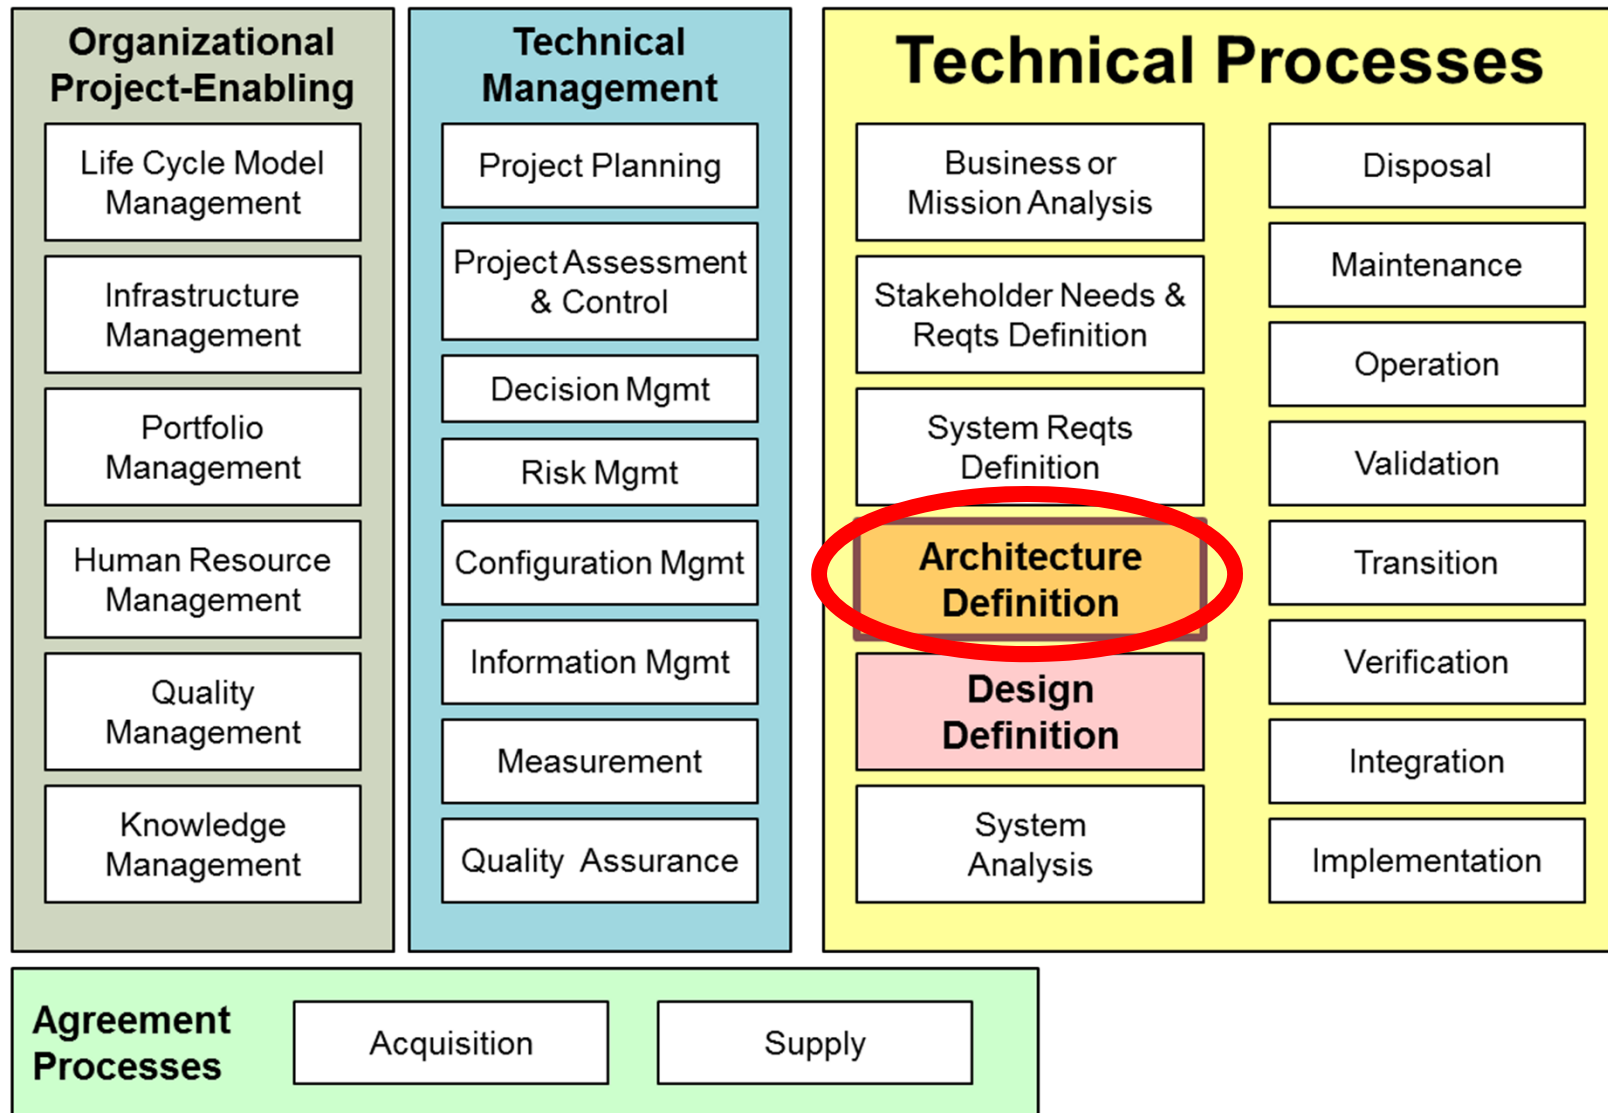 Organizational
Project-Enabling
Life Cycle Model
Management
Infrastructure
Management
Portfolio
Management
Human Resource
Management
Quality
Management
Knowledge
Management
Technical
Management
Project Planning
Project Assessment
& Control
Decision Mgmt
Risk Mgmt
Configuration Mgmt
Information Mgmt
Measurement
Quality Assurance
Technical Processes
Business or
Mission Analysis
Stakeholder Needs &
Reqts Definition
System Reqts
Definition
Architecture
Definition
Design
Definition
System
Analysis
Disposal
Maintenance
Operation
Validation
Transition
Verification
Integration
Implementation
Agreement
Processes
Acquisition
Supply